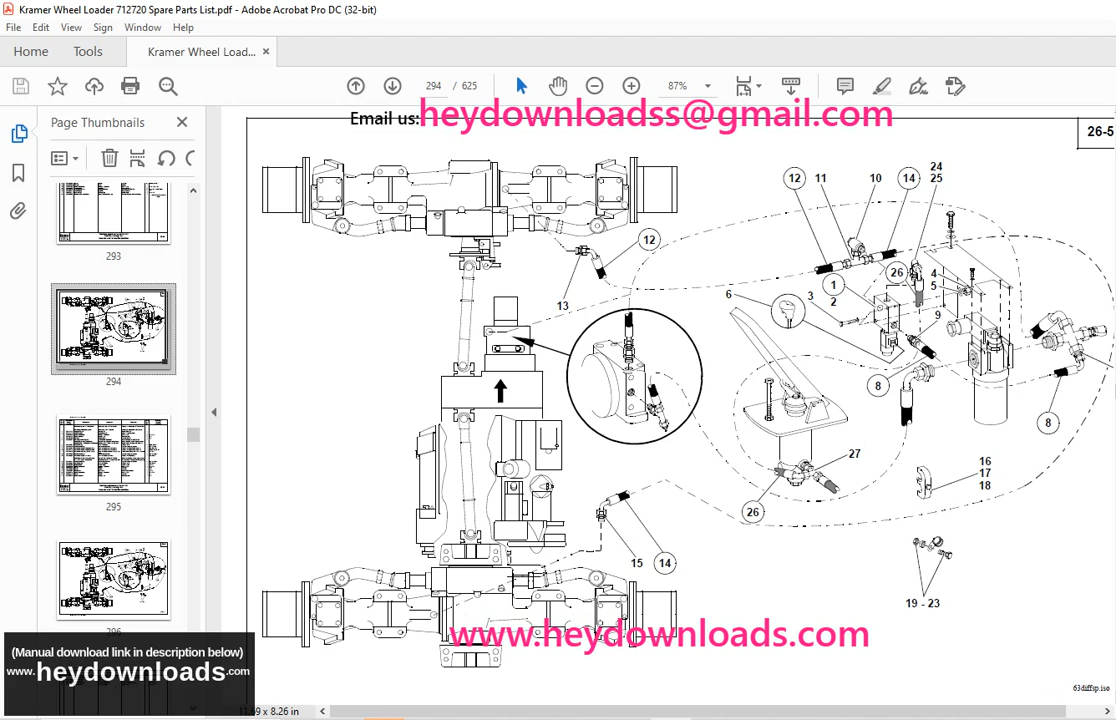 Kramer Wheel Loader 712720 Spare Parts List.pdf - Adobe Acrobat Pro DC (32-bit)
File Edit View Sign Window Help
Home Tools Kramer Wheel Load... ×
294 / 625 87%
Email us:heydownloadss@gmail.com
Page Thumbnails
26-5
293
294
295
296
24
12 11 10 14 25
12
13
26
4
5
1
6 3
2
9
8
8
27
16
17
18
26
15 14
19 - 23
www.heydownloads.com
(Manual download link in description below)
www.heydownloads.com
63diffsp.iso
11.69 x 8.26 in